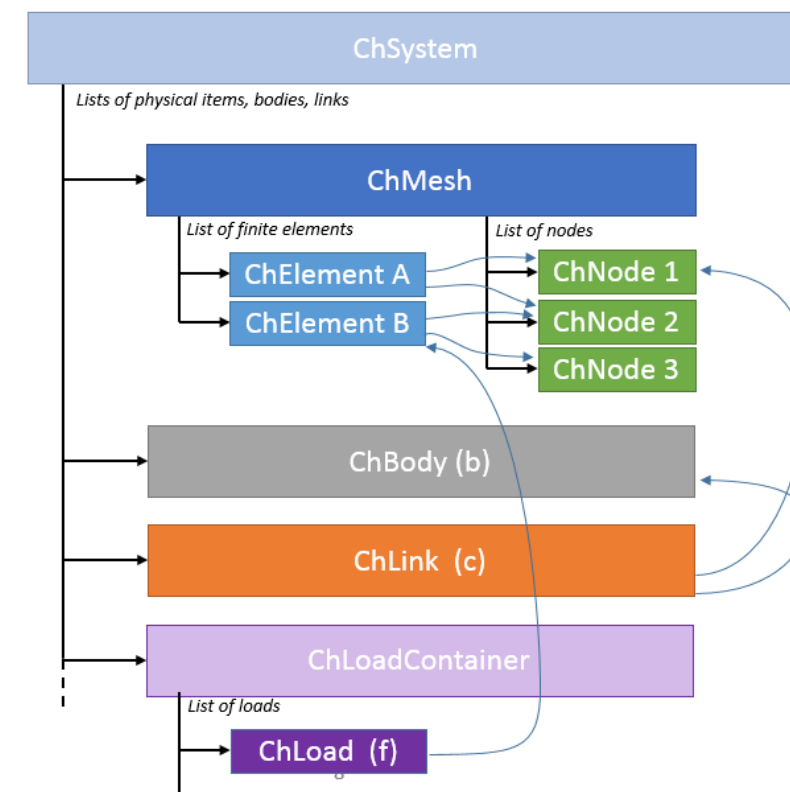 ChSystem
Lists of physical items, bodies, links
ChMesh
List of finite elements
List of nodes
ChElement A
ChNode 1
ChElement B
ChNode 2
ChNode 3
ChBody (b)
ChLink (c)
ChLoadContainer
List of loads
ChLoad (f)